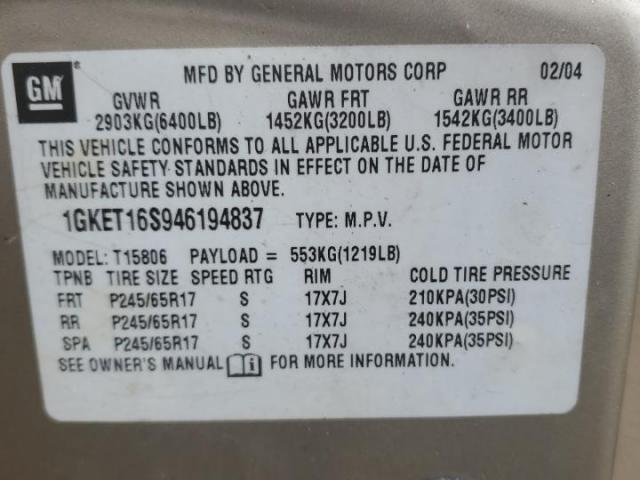 GM
MFD BY GENERAL MOTORS CORP 02/04
GVWR GAWR FRT GAWR RR
2903KG(6400LB) 1452KG(3200LB) 1542KG(3400LB)
THIS VEHICLE CONFORMS TO ALL APPLICABLE U.S. FEDERAL MOTOR
VEHICLE SAFETY STANDARDS IN EFFECT ON THE DATE OF
MANUFACTURE SHOWN ABOVE.
1GKET16S946194837 TYPE: M.P.V.
MODEL: T15806 PAYLOAD = 553KG(1219LB)
TPNB TIRE SIZE SPEED RTG RIM COLD TIRE PRESSURE
FRT P245/65R17 S 17X7J 210KPA(30PSI)
RR P245/65R17 S 17X7J 240KPA(35PSI)
SPA P245/65R17 S 17X7J 240KPA(35PSI)
SEE OWNER'S MANUAL i FOR MORE INFORMATION.